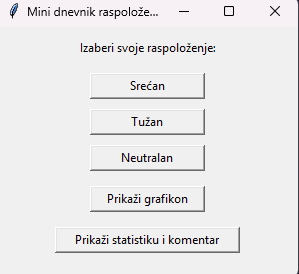 Mini dnevnik raspolože...
Izaberi svoje raspoloženje:
Srećan
Tužan
Neutralan
Prikaži grafikon
Prikaži statistiku i komentar